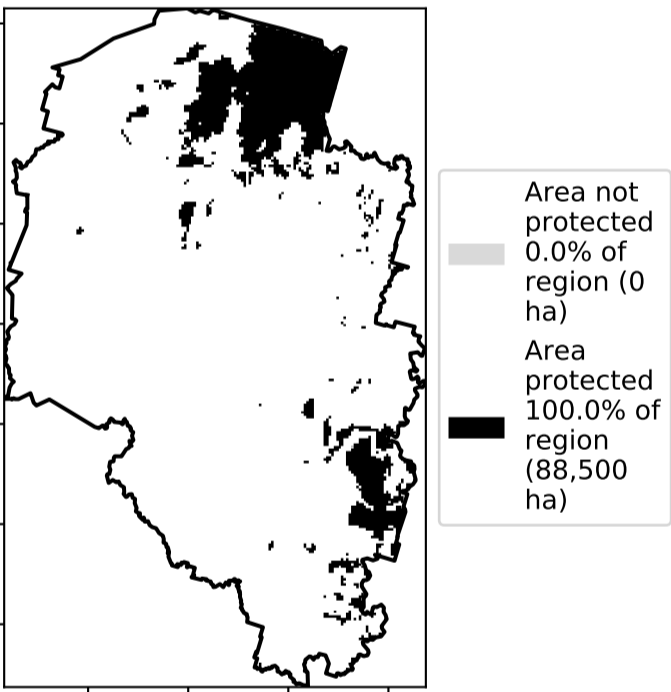 Area not
protected
0.0% of
region (0
ha)
Area
protected
100.0% of
region
(88,500
ha)